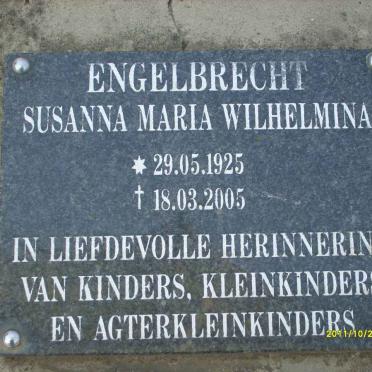 ENGELBRECHT
SUSANNA MARIA WILHELMINA
* 29.05.1925
† 18.03.2005
IN LIEFDEVOLLE HERINNERIN
VAN KINDERS, KLEINKINDERS
EN AGTERKLEINKINDERS
2011/10/2